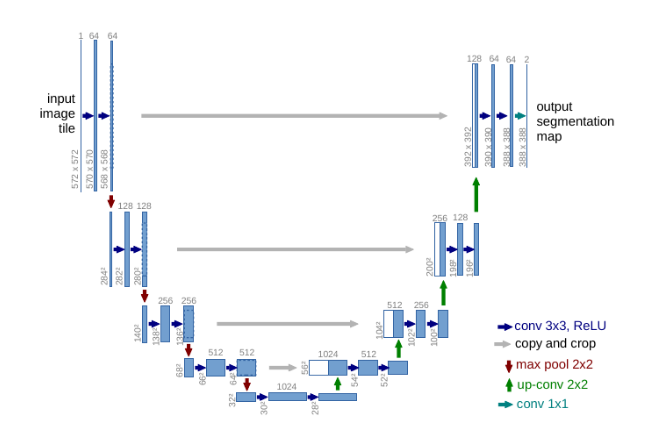 1 64 64
input
image
tile
572 x 572
570 x 570
568 x 568
128 128
284²
282²
280²
256 256
140²
138²
136²
512 512
68²
66²
64²
1024
32²
30²
28²
1024 512
56²
54²
52²
512 256
104²
102²
100²
256 128
200²
198²
196²
128 64 64 2
392 x 392
390 x 390
388 x 388
388 x 388
output
segmentation
map
conv 3x3, ReLU
copy and crop
max pool 2x2
up-conv 2x2
conv 1x1